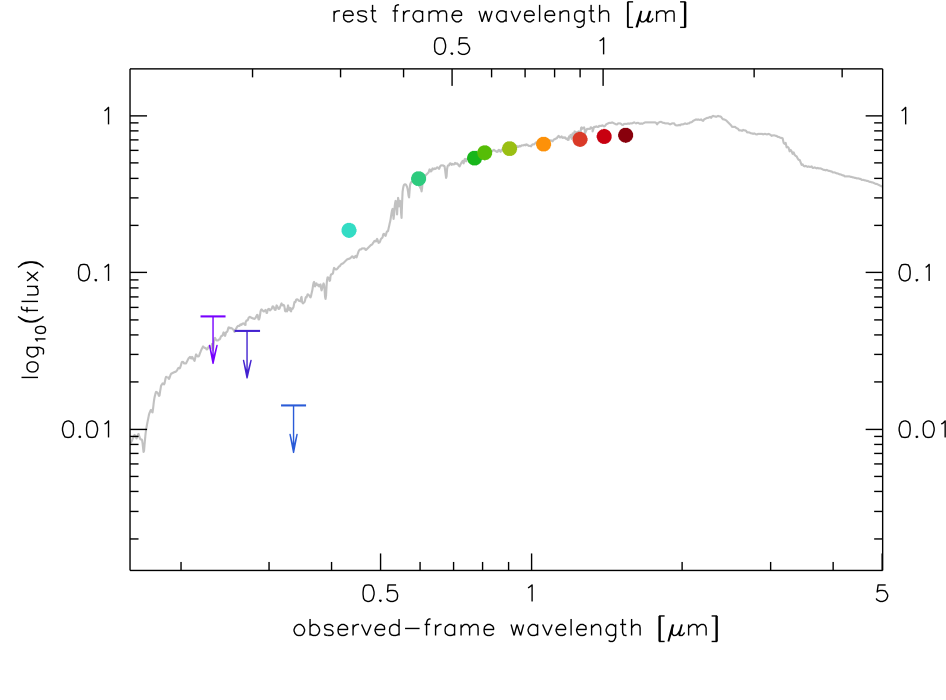 rest frame wavelength [μm]
0.5 1
1 1
0.1 0.1
log10(flux)
0.01 0.01
0.5 1 5
observed-frame wavelength [μm]